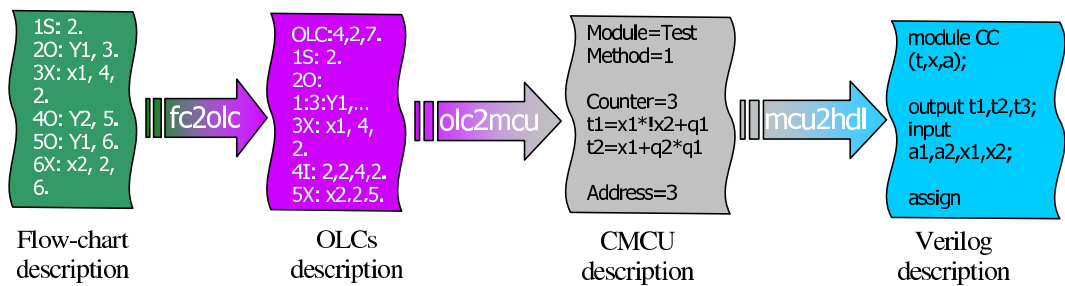 1S: 2.
2O: Y1, 3.
3X: x1, 4,
2.
4O: Y2, 5.
5O: Y1, 6.
6X: x2, 2,
6.
fc2olc
OLC:4,2,7.
1S: 2.
2O:
1:3:Y1,...
3X: x1, 4,
2.
4I: 2,2,4,2.
5X: x2,2,5.
olc2mcu
Module=Test
Method=1
Counter=3
t1=x1*!x2+q1
t2=x1+q2*q1
Address=3
mcu2hdl
module CC
(t,x,a);
output t1,t2,t3;
input
a1,a2,x1,x2;
assign
Flow-chart
description
OLCs
description
CMCU
description
Verilog
description